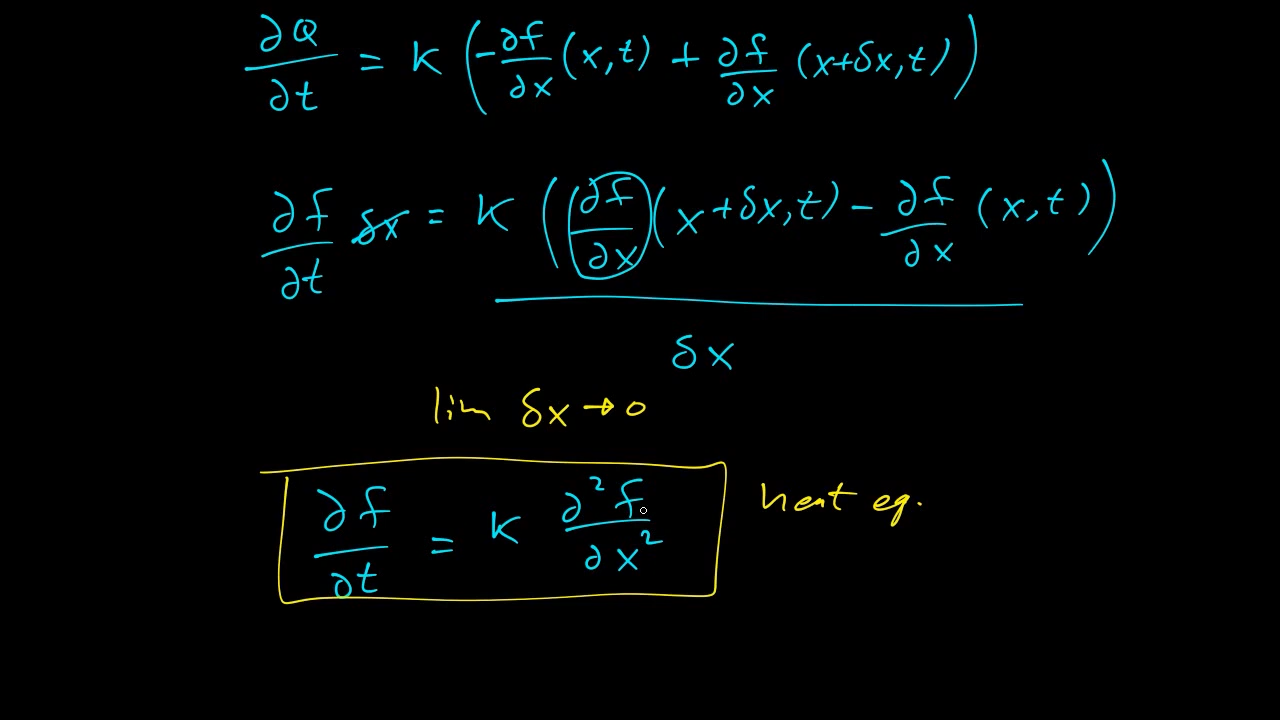 ∂Q/∂t = K (-∂f/∂x (x,t) + ∂f/∂x (x+δx,t))
∂f/∂t δx = K ((∂f/∂x)(x+δx,t) - ∂f/∂x (x,t))
δx
lim δx→0
∂f/∂t = K ∂²f/∂x² heat eq.